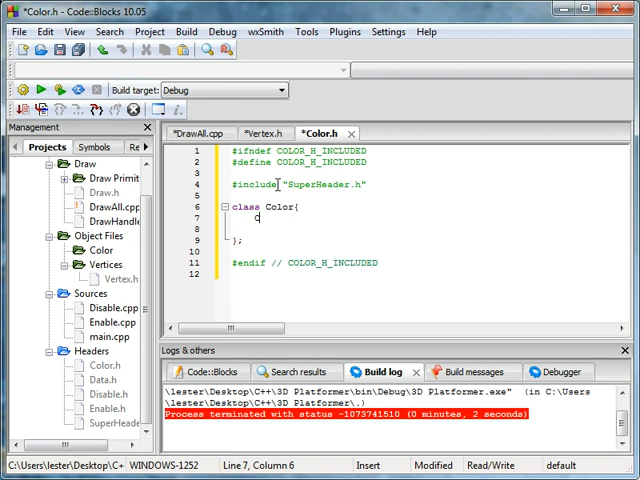 *Color.h - Code::Blocks 10.05
File Edit View Search Project Build Debug wxSmith Tools Plugins Settings Help
Build target: Debug
Management
Projects Symbols Re
*DrawAll.cpp *Vertex.h *Color.h
Draw
Draw Primit
Draw.h
DrawAll.cpp
DrawHandle
Object Files
Color
Vertices
Vertex.h
Sources
Disable.cpp
Enable.cpp
main.cpp
Headers
Color.h
Data.h
Disable.h
Enable.h
SuperHeade
1 #ifndef COLOR_H_INCLUDED
2 #define COLOR_H_INCLUDED
3
4 #include "SuperHeader.h"
5
6 class Color{
7 C
8
9 };
10
11 #endif // COLOR_H_INCLUDED
12
Logs & others
Code::Blocks Search results Build log Build messages Debugger
\lester\Desktop\C++\3D Platformer\bin\Debug\3D Platformer.exe" (in C:\Users
\lester\Desktop\C++\3D Platformer\.)
Process terminated with status -1073741510 (0 minutes, 2 seconds)
C:\Users\lester\Desktop\C+ WINDOWS-1252 Line 7, Column 6 Insert Modified Read/Write default